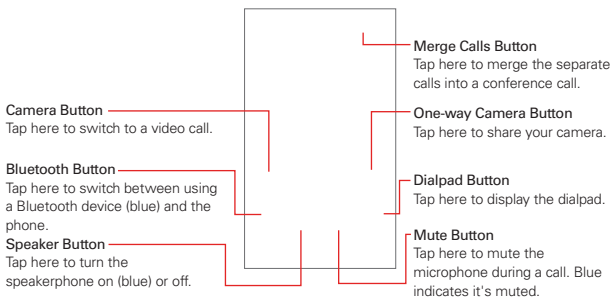 Merge Calls Button
Tap here to merge the separate
calls into a conference call.
Camera Button
Tap here to switch to a video call.
One-way Camera Button
Tap here to share your camera.
Bluetooth Button
Tap here to switch between using
a Bluetooth device (blue) and the
phone.
Dialpad Button
Tap here to display the dialpad.
Speaker Button
Tap here to turn the
speakerphone on (blue) or off.
Mute Button
Tap here to mute the
microphone during a call. Blue
indicates it's muted.